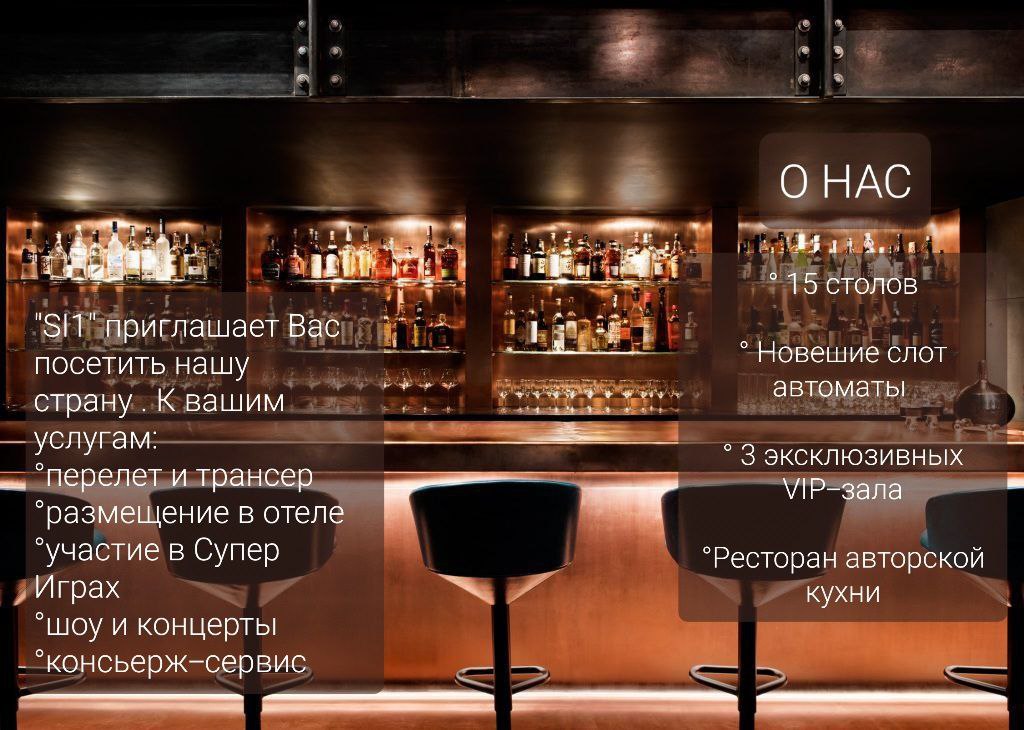 О НАС
° 15 столов
° Новешие слот
автоматы
° 3 эксклюзивных
VIP–зала
°Ресторан авторской
кухни
"SI1" приглашает Вас
посетить нашу
страну . К вашим
услугам:
°перелет и трансер
°размещение в отеле
°участие в Супер
Играх
°шоу и концерты
°консьерж–сервис